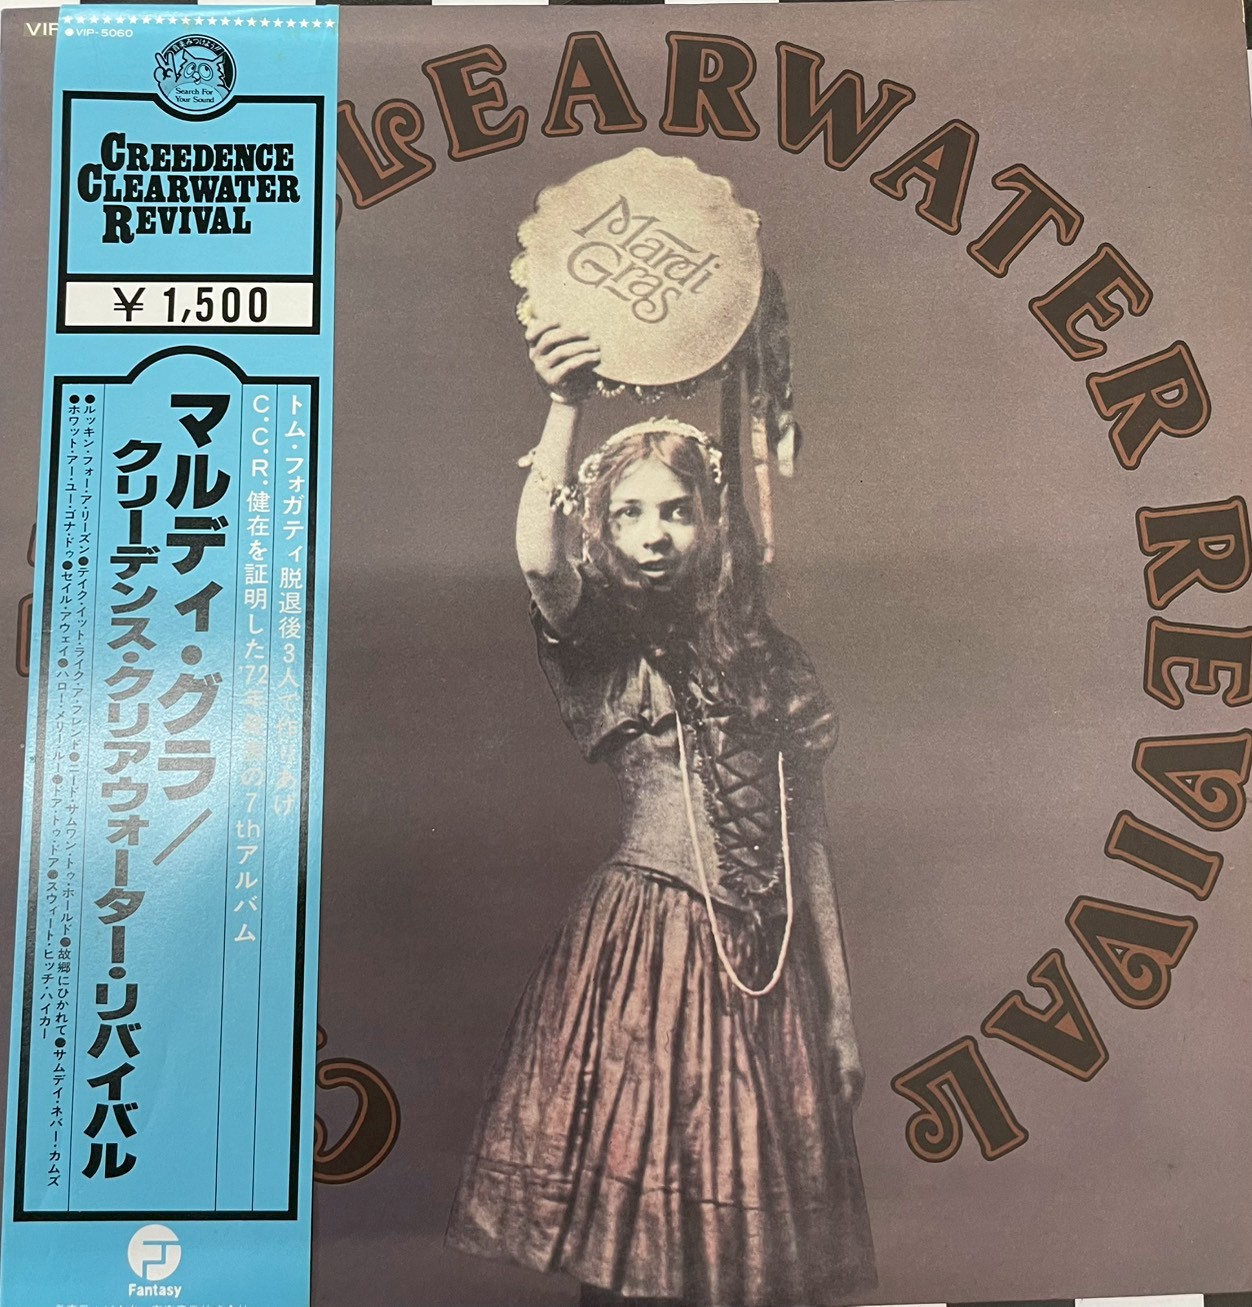 VIP
●VIP-5060
音楽みつけよう!!
Search For
Your Sound
CREEDENCE
CLEARWATER
REVIVAL
¥1,500
トム・フォガティ脱退後3人で作りあげ
C.C.R.健在を証明した'72年発表の7thアルバム
マルディ・グラ/
クリーデンス・クリアウォーター・リバイバル
●ルッキン・フォー・ア・リーズン●テイク・イット・ライク・ア・フレンド●ニード・サムワン・トゥ・ホールド●故郷にひかれて●サムデイ・ネバー・カムズ
●ホワット・アー・ユー・ゴナ・ドゥ●セイル・アウェイ●ハロー・メリー・ルー●ドア・トゥ・ドア●スウィート・ヒッチ・ハイカー
Fantasy
CLEARWATER REVIVAL
Mardi
Gras